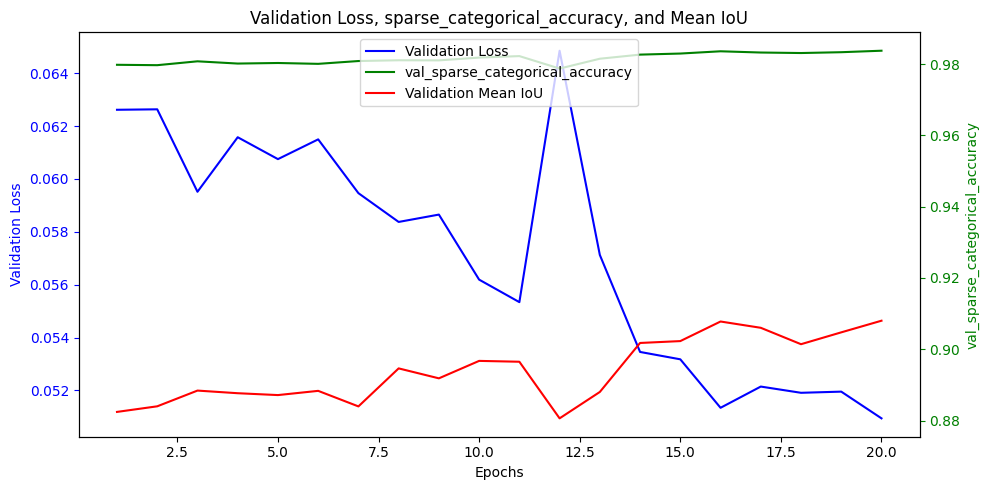 Validation Loss, sparse_categorical_accuracy, and Mean IoU
Validation Loss
val_sparse_categorical_accuracy
Validation Mean IoU
0.064
0.062
0.060
0.058
0.056
0.054
0.052
Validation Loss
0.98
0.96
0.94
0.92
0.90
0.88
val_sparse_categorical_accuracy
2.5 5.0 7.5 10.0 12.5 15.0 17.5 20.0
Epochs